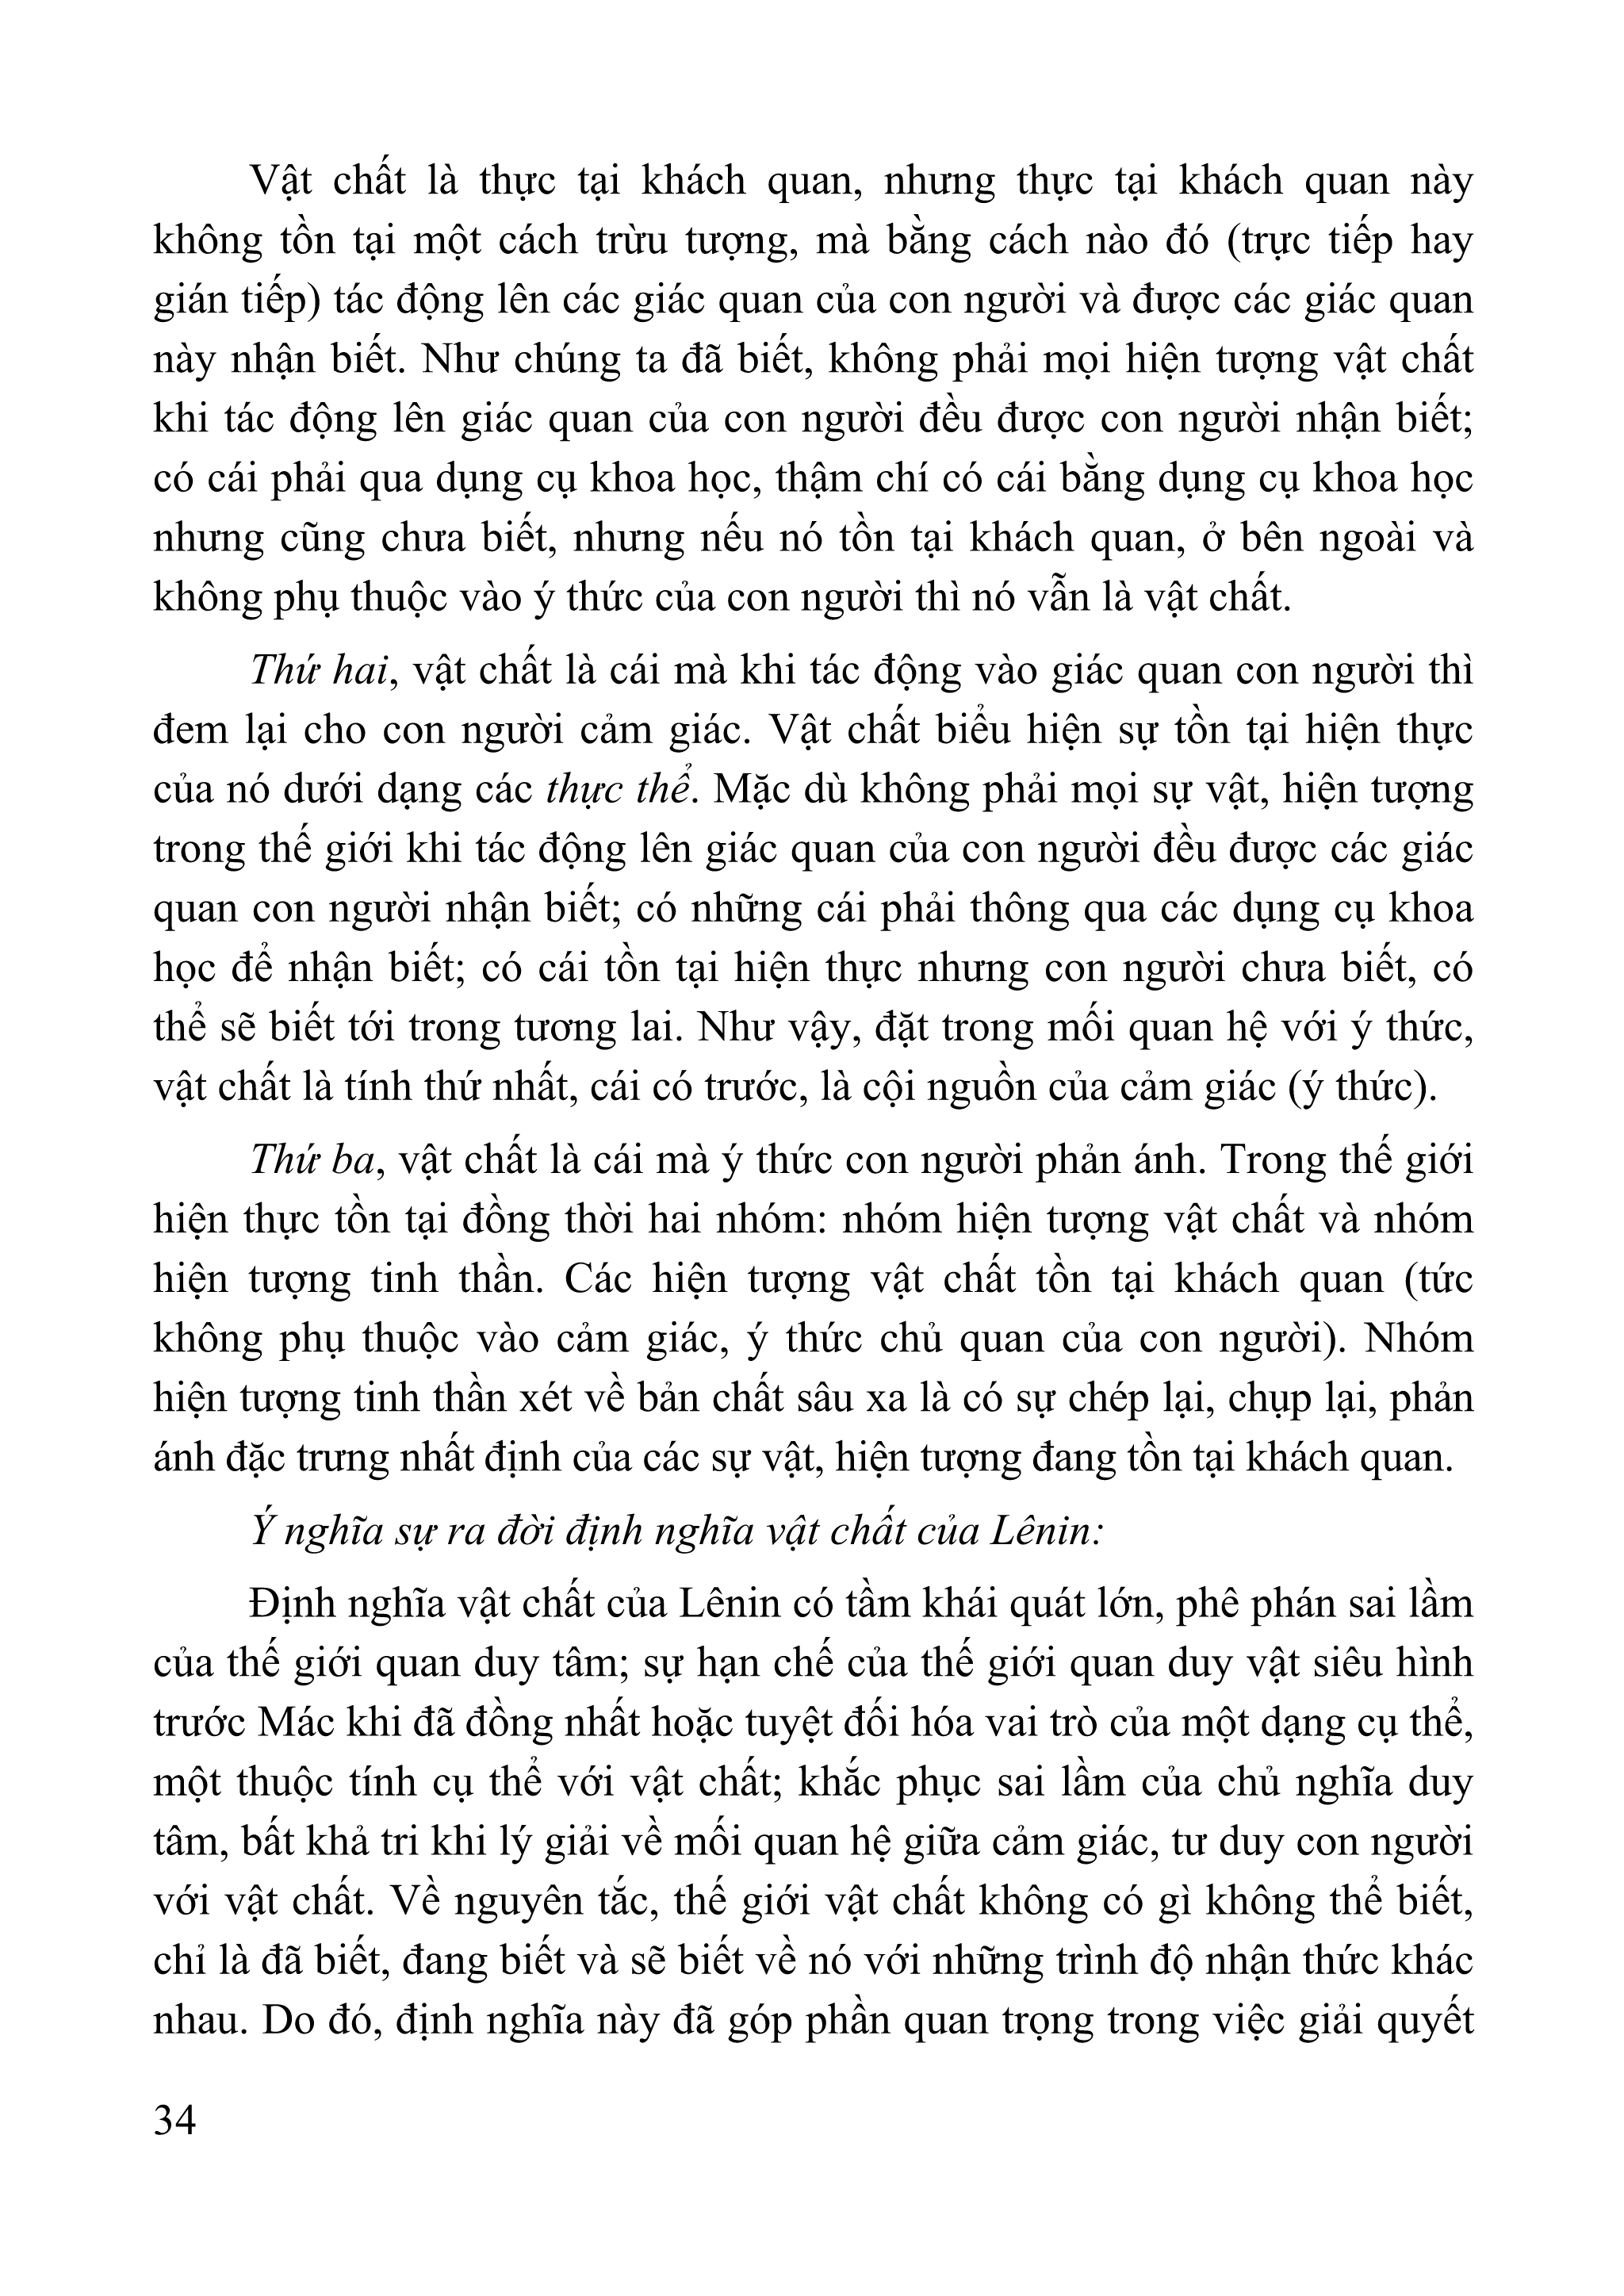 Vật chất là thực tại khách quan, nhưng thực tại khách quan này
không tồn tại một cách trừu tượng, mà bằng cách nào đó (trực tiếp hay
gián tiếp) tác động lên các giác quan của con người và được các giác quan
này nhận biết. Như chúng ta đã biết, không phải mọi hiện tượng vật chất
khi tác động lên giác quan của con người đều được con người nhận biết;
có cái phải qua dụng cụ khoa học, thậm chí có cái bằng dụng cụ khoa học
nhưng cũng chưa biết, nhưng nếu nó tồn tại khách quan, ở bên ngoài và
không phụ thuộc vào ý thức của con người thì nó vẫn là vật chất.
Thứ hai, vật chất là cái mà khi tác động vào giác quan con người thì
đem lại cho con người cảm giác. Vật chất biểu hiện sự tồn tại hiện thực
của nó dưới dạng các thực thể. Mặc dù không phải mọi sự vật, hiện tượng
trong thế giới khi tác động lên giác quan của con người đều được các giác
quan con người nhận biết; có những cái phải thông qua các dụng cụ khoa
học để nhận biết; có cái tồn tại hiện thực nhưng con người chưa biết, có
thể sẽ biết tới trong tương lai. Như vậy, đặt trong mối quan hệ với ý thức,
vật chất là tính thứ nhất, cái có trước, là cội nguồn của cảm giác (ý thức).
Thứ ba, vật chất là cái mà ý thức con người phản ánh. Trong thế giới
hiện thực tồn tại đồng thời hai nhóm: nhóm hiện tượng vật chất và nhóm
hiện tượng tinh thần. Các hiện tượng vật chất tồn tại khách quan (tức
không phụ thuộc vào cảm giác, ý thức chủ quan của con người). Nhóm
hiện tượng tinh thần xét về bản chất sâu xa là có sự chép lại, chụp lại, phản
ánh đặc trưng nhất định của các sự vật, hiện tượng đang tồn tại khách quan.
Ý nghĩa sự ra đời định nghĩa vật chất của Lênin:
Định nghĩa vật chất của Lênin có tầm khái quát lớn, phê phán sai lầm
của thế giới quan duy tâm; sự hạn chế của thế giới quan duy vật siêu hình
trước Mác khi đã đồng nhất hoặc tuyệt đối hóa vai trò của một dạng cụ thể,
một thuộc tính cụ thể với vật chất; khắc phục sai lầm của chủ nghĩa duy
tâm, bất khả tri khi lý giải về mối quan hệ giữa cảm giác, tư duy con người
với vật chất. Về nguyên tắc, thế giới vật chất không có gì không thể biết,
chỉ là đã biết, đang biết và sẽ biết về nó với những trình độ nhận thức khác
nhau. Do đó, định nghĩa này đã góp phần quan trọng trong việc giải quyết
34